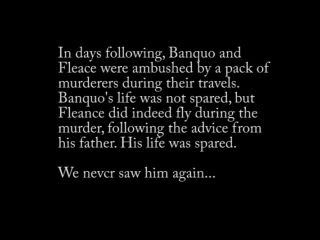 In days following, Banquo and
Fleace were ambushed by a pack of
murderers during their travels.
Banquo's life was not spared, but
Fleance did indeed fly during the
murder, following the advice from
his father. His life was spared.
We never saw him again...